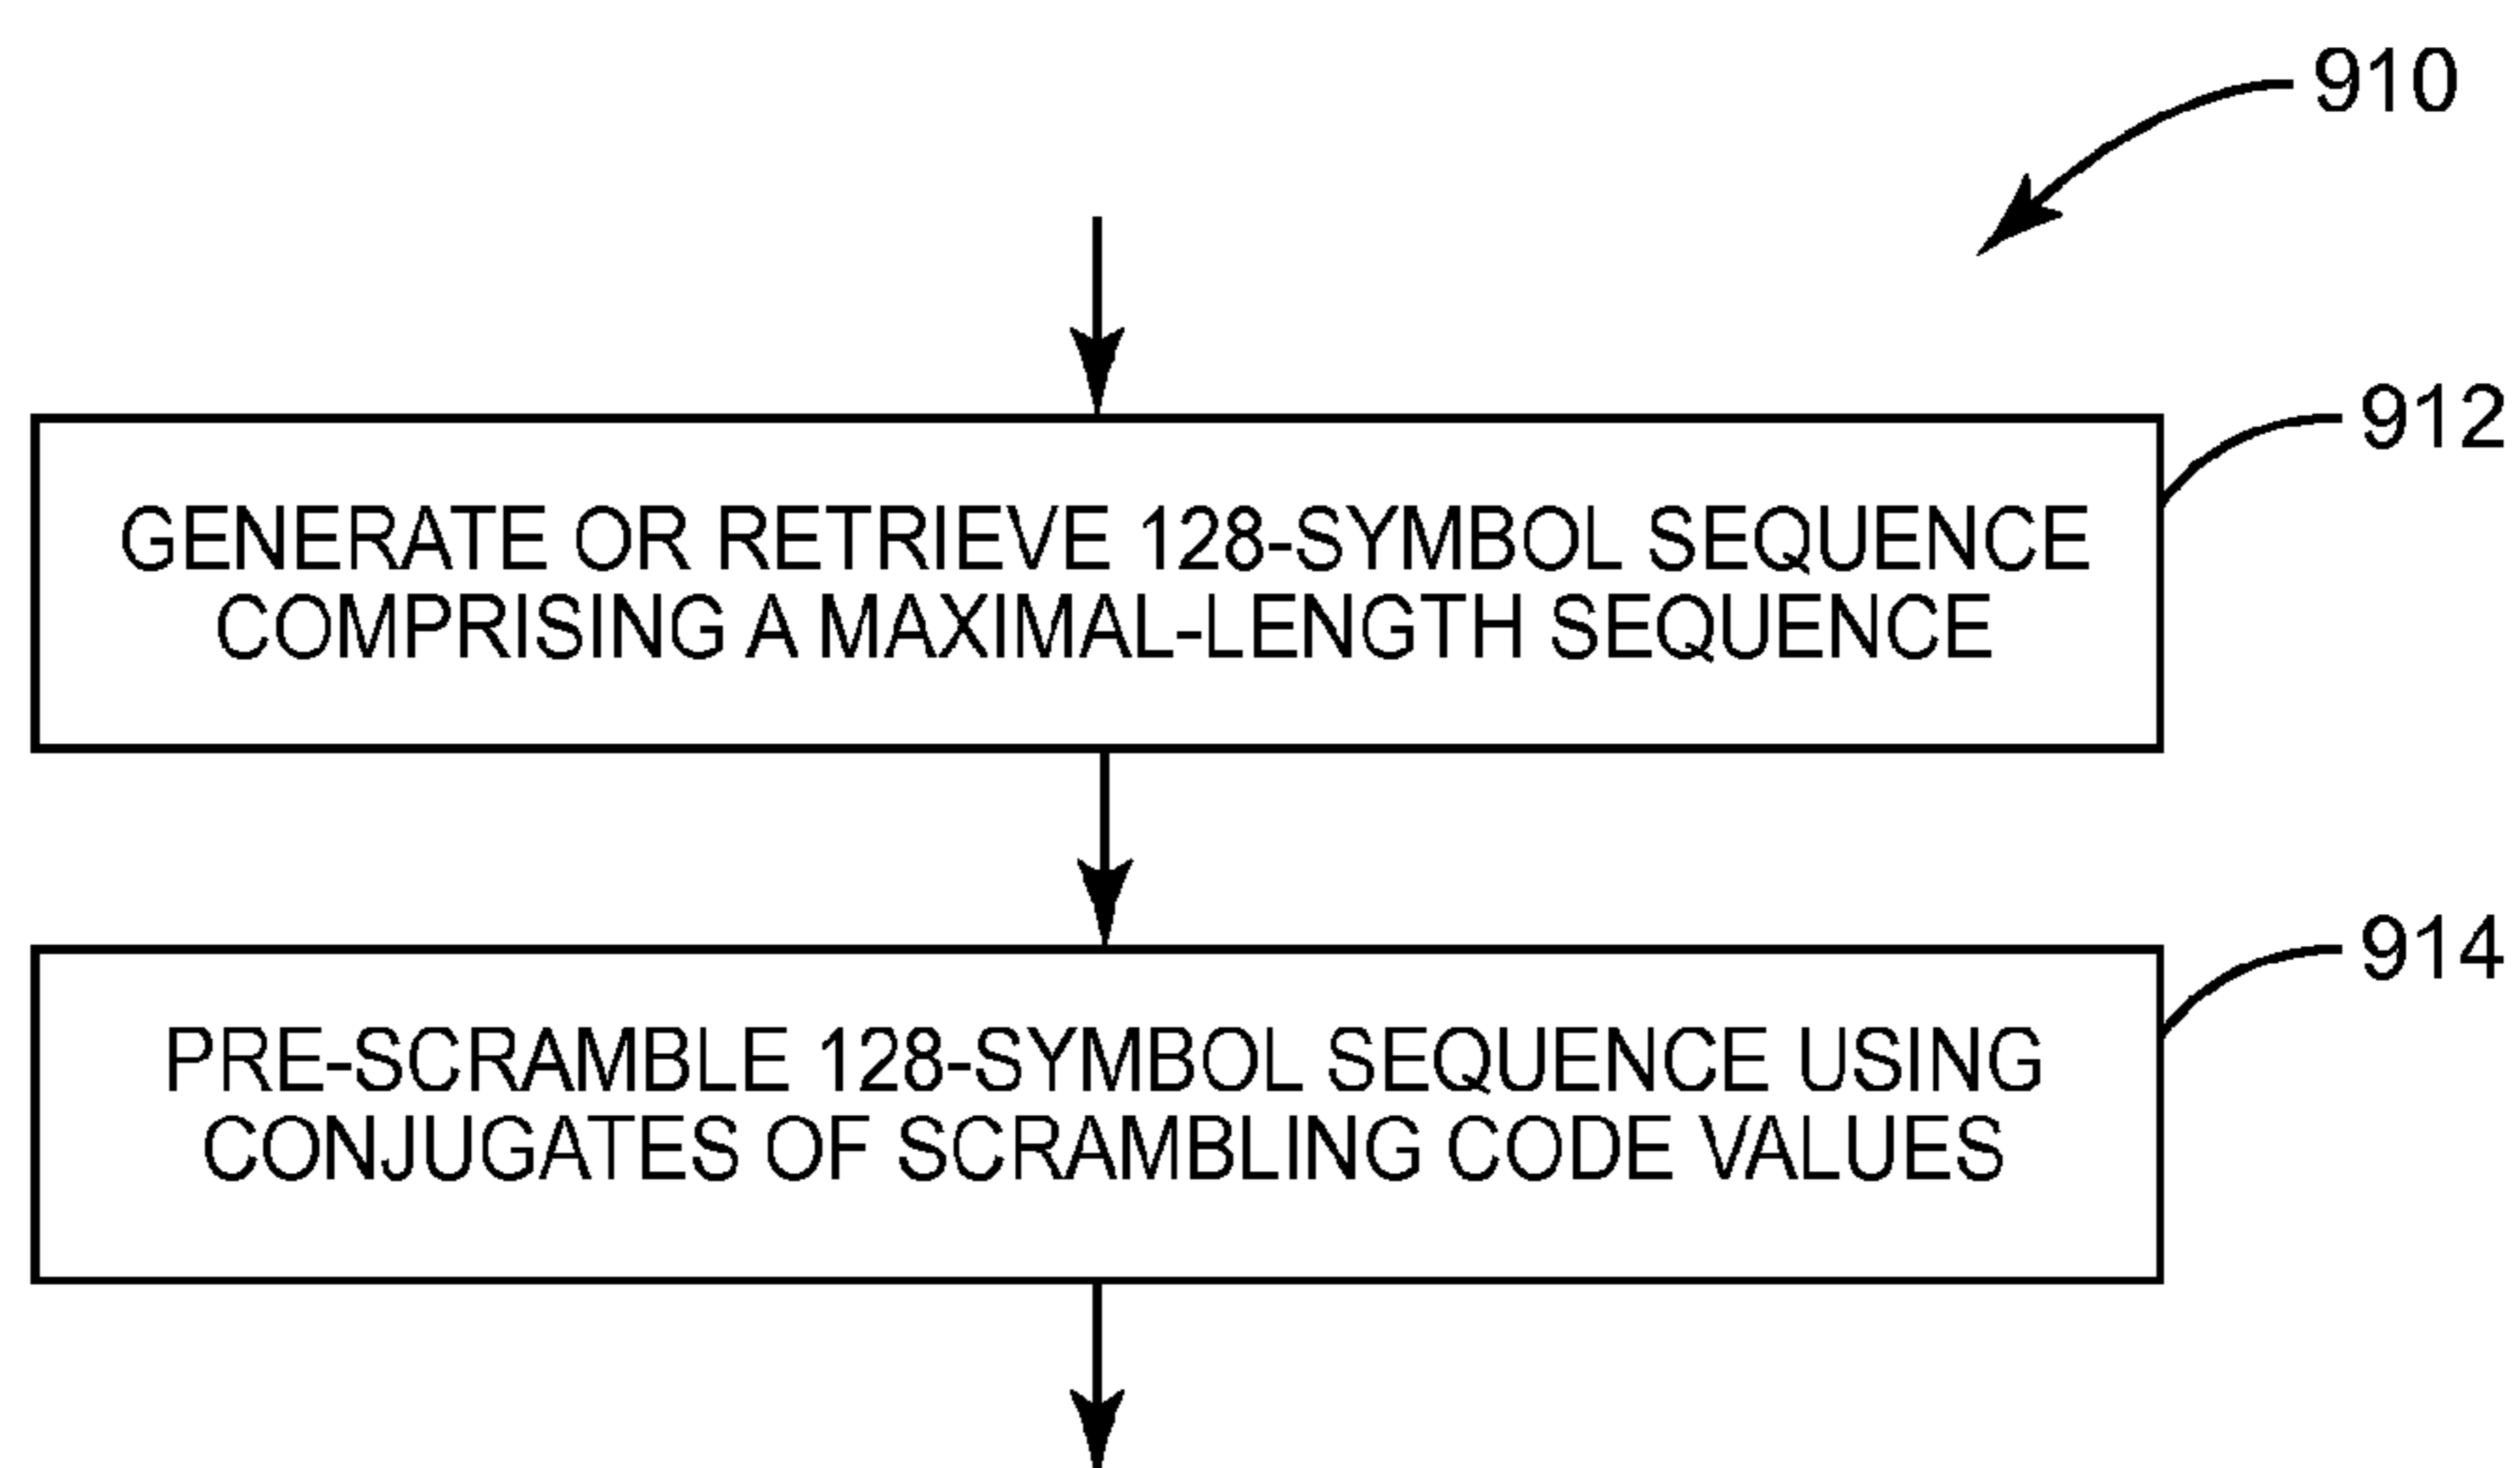 910
912
GENERATE OR RETRIEVE 128-SYMBOL SEQUENCE
COMPRISING A MAXIMAL-LENGTH SEQUENCE
914
PRE-SCRAMBLE 128-SYMBOL SEQUENCE USING
CONJUGATES OF SCRAMBLING CODE VALUES